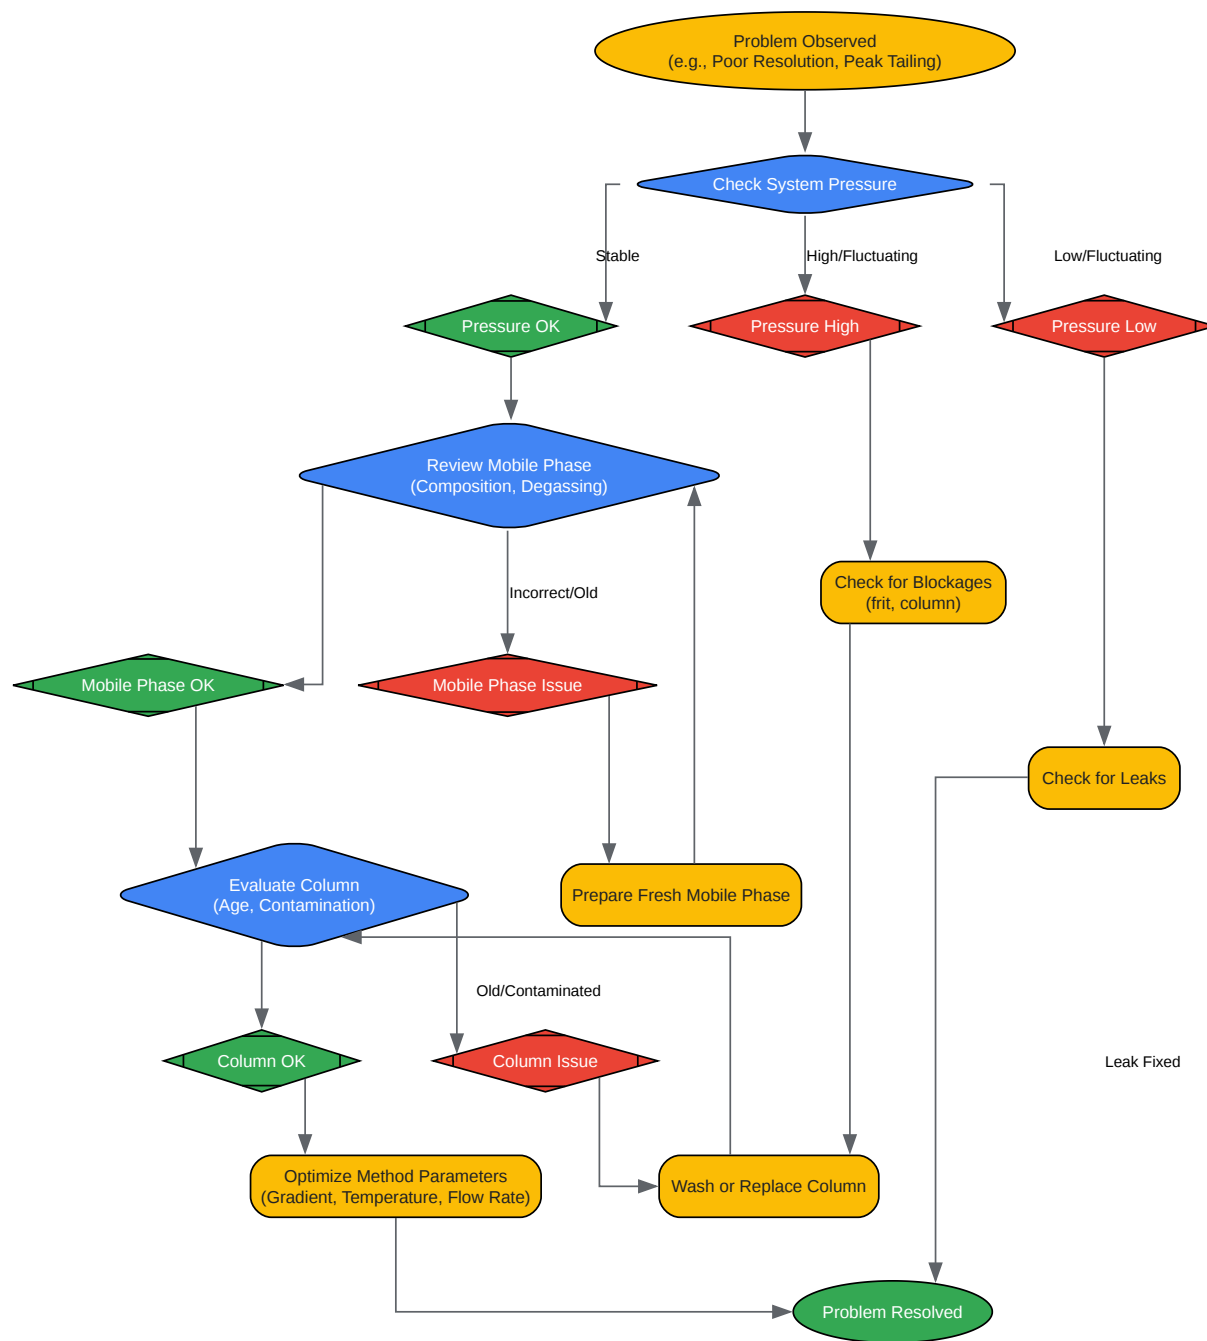 Problem Observed
(e.g., Poor Resolution, Peak Tailing)
Check System Pressure
Stable
High/Fluctuating
Low/Fluctuating
Pressure OK
Pressure High
Pressure Low
Review Mobile Phase
(Composition, Degassing)
Check for Blockages
(frit, column)
Incorrect/Old
Mobile Phase OK
Mobile Phase Issue
Check for Leaks
Evaluate Column
(Age, Contamination)
Prepare Fresh Mobile Phase
Old/Contaminated
Column OK
Column Issue
Leak Fixed
Optimize Method Parameters
(Gradient, Temperature, Flow Rate)
Wash or Replace Column
Problem Resolved